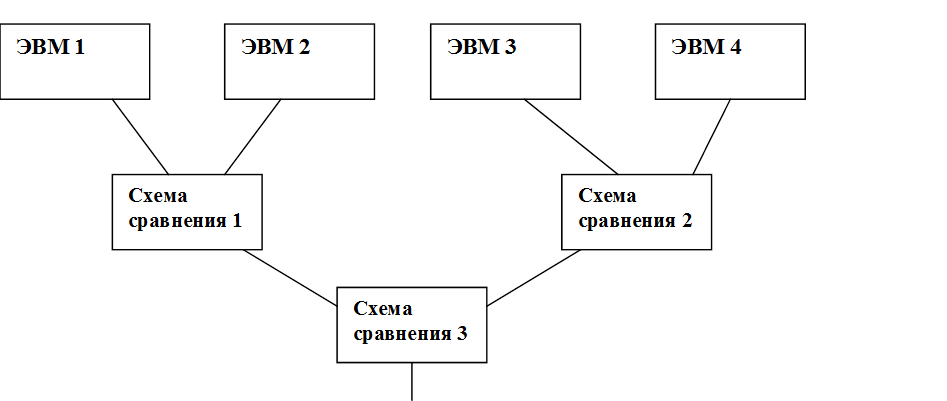 ЭВМ 1
ЭВМ 2
ЭВМ 3
ЭВМ 4
Схема
сравнения 1
Схема
сравнения 2
Схема
сравнения 3